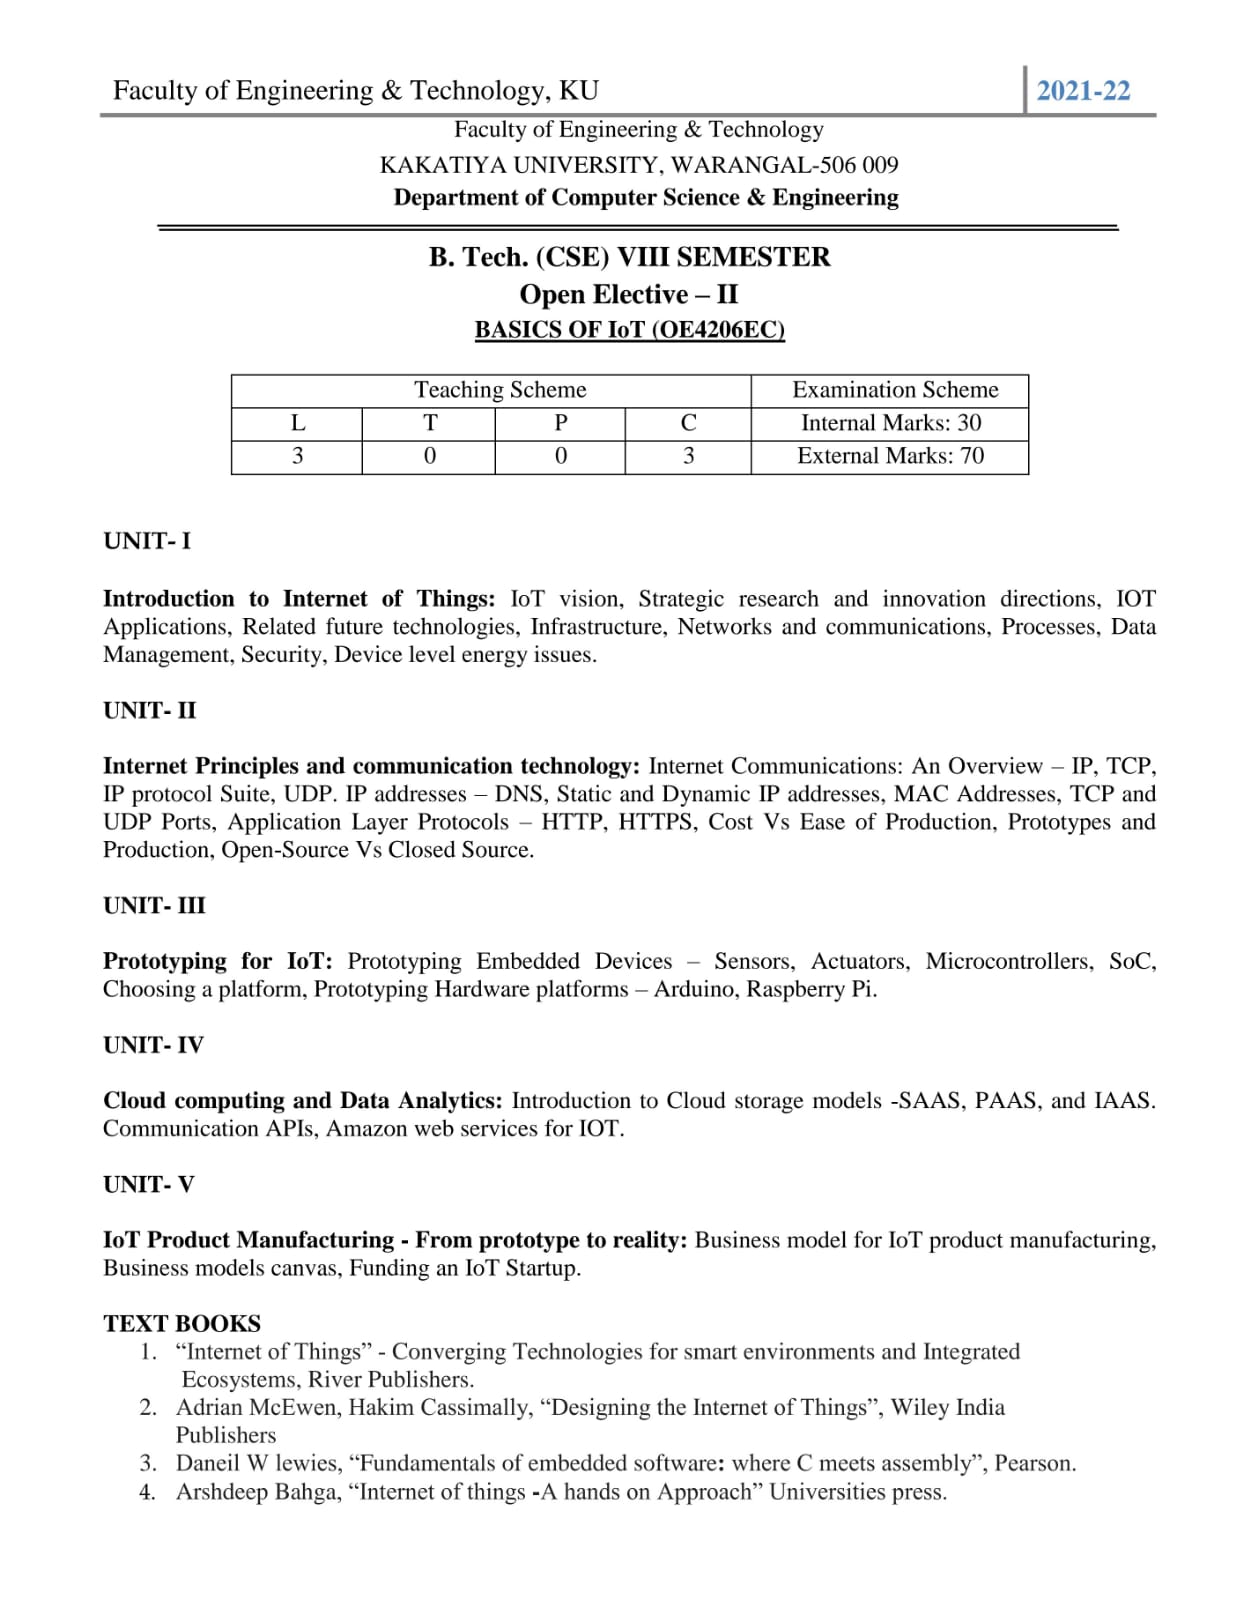 Faculty of Engineering & Technology, KU 2021-22
Faculty of Engineering & Technology
KAKATIYA UNIVERSITY, WARANGAL-506 009
Department of Computer Science & Engineering
B. Tech. (CSE) VIII SEMESTER
Open Elective – II
BASICS OF IoT (OE4206EC)
Teaching Scheme Examination Scheme
L T P C Internal Marks: 30
3 0 0 3 External Marks: 70
UNIT- I
Introduction to Internet of Things: IoT vision, Strategic research and innovation directions, IOT
Applications, Related future technologies, Infrastructure, Networks and communications, Processes, Data
Management, Security, Device level energy issues.
UNIT- II
Internet Principles and communication technology: Internet Communications: An Overview – IP, TCP,
IP protocol Suite, UDP. IP addresses – DNS, Static and Dynamic IP addresses, MAC Addresses, TCP and
UDP Ports, Application Layer Protocols – HTTP, HTTPS, Cost Vs Ease of Production, Prototypes and
Production, Open-Source Vs Closed Source.
UNIT- III
Prototyping for IoT: Prototyping Embedded Devices – Sensors, Actuators, Microcontrollers, SoC,
Choosing a platform, Prototyping Hardware platforms – Arduino, Raspberry Pi.
UNIT- IV
Cloud computing and Data Analytics: Introduction to Cloud storage models -SAAS, PAAS, and IAAS.
Communication APIs, Amazon web services for IOT.
UNIT- V
IoT Product Manufacturing - From prototype to reality: Business model for IoT product manufacturing,
Business models canvas, Funding an IoT Startup.
TEXT BOOKS
1. “Internet of Things” - Converging Technologies for smart environments and Integrated
Ecosystems, River Publishers.
2. Adrian McEwen, Hakim Cassimally, “Designing the Internet of Things”, Wiley India
Publishers
3. Daneil W lewies, “Fundamentals of embedded software: where C meets assembly”, Pearson.
4. Arshdeep Bahga, “Internet of things -A hands on Approach” Universities press.